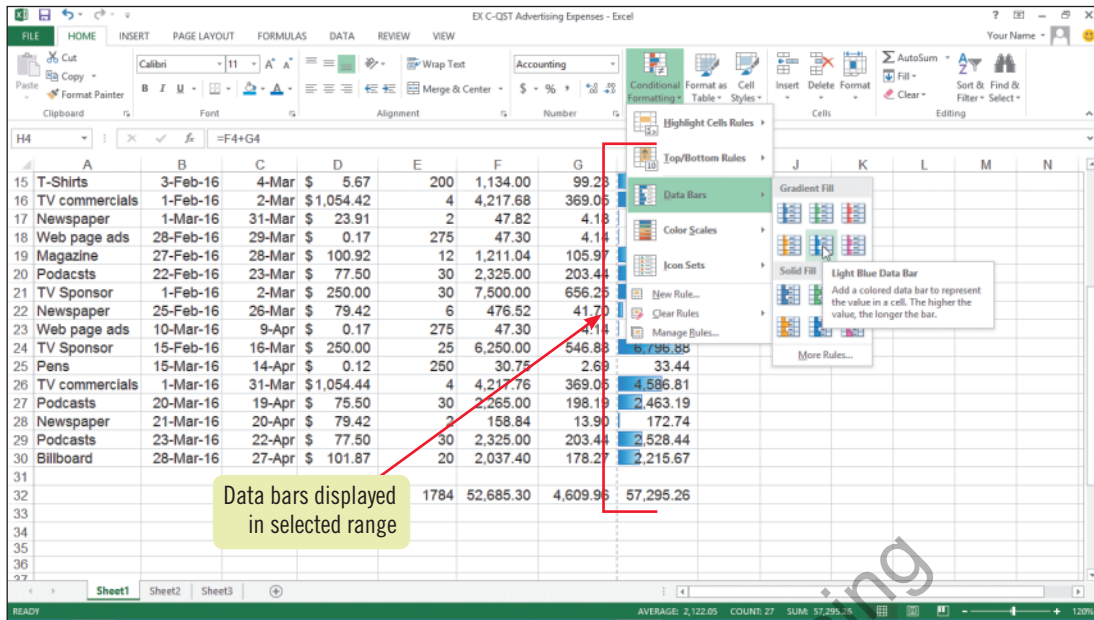 EX C-QST Advertising Expenses - Excel
FILE HOME INSERT PAGE LAYOUT FORMULAS DATA REVIEW VIEW Your Name
Paste
Cut
Copy
Format Painter
Clipboard
Calibri 11 A A
B I U A
Font
Wrap Text
Merge & Center
Alignment
Accounting
$ % ,
Number
Conditional Formatting
Format as Table
Cell Styles
Insert Delete Format
Cells
AutoSum
Fill
Clear
Sort & Filter
Find & Select
Editing
H4 fx =F4+G4
A B C D E F G J K L M N
15 T-Shirts 3-Feb-16 4-Mar $ 5.67 200 1,134.00 99.23
16 TV commercials 1-Feb-16 2-Mar $1,054.42 4 4,217.68 369.05
17 Newspaper 1-Mar-16 31-Mar $ 23.91 2 47.82 4.18
18 Web page ads 28-Feb-16 29-Mar $ 0.17 275 47.30 4.14
19 Magazine 27-Feb-16 28-Mar $ 100.92 12 1,211.04 105.97
20 Podacsts 22-Feb-16 23-Mar $ 77.50 30 2,325.00 203.44
21 TV Sponsor 1-Feb-16 2-Mar $ 250.00 30 7,500.00 656.25
22 Newspaper 25-Feb-16 26-Mar $ 79.42 6 476.52 41.70
23 Web page ads 10-Mar-16 9-Apr $ 0.17 275 47.30 4.14
24 TV Sponsor 15-Feb-16 16-Mar $ 250.00 25 6,250.00 546.88 6,796.88
25 Pens 15-Mar-16 14-Apr $ 0.12 250 30.75 2.69 33.44
26 TV commercials 1-Mar-16 31-Mar $1,054.44 4 4,217.76 369.05 4,586.81
27 Podcasts 20-Mar-16 19-Apr $ 75.50 30 2,265.00 198.19 2,463.19
28 Newspaper 21-Mar-16 20-Apr $ 79.42 2 158.84 13.90 172.74
29 Podcasts 23-Mar-16 22-Apr $ 77.50 30 2,325.00 203.44 2,528.44
30 Billboard 28-Mar-16 27-Apr $ 101.87 20 2,037.40 178.27 2,215.67
31
32 1784 52,685.30 4,609.96 57,295.26
33
34
35
36
37
Highlight Cells Rules
Top/Bottom Rules
Data Bars
Color Scales
Icon Sets
New Rule...
Clear Rules
Manage Rules...
Gradient Fill
Solid Fill
More Rules...
Light Blue Data Bar
Add a colored data bar to represent
the value in a cell. The higher the
value, the longer the bar.
Data bars displayed
in selected range
Sheet1 Sheet2 Sheet3
READY AVERAGE: 2,122.05 COUNT: 27 SUM: 57,295.26 120%